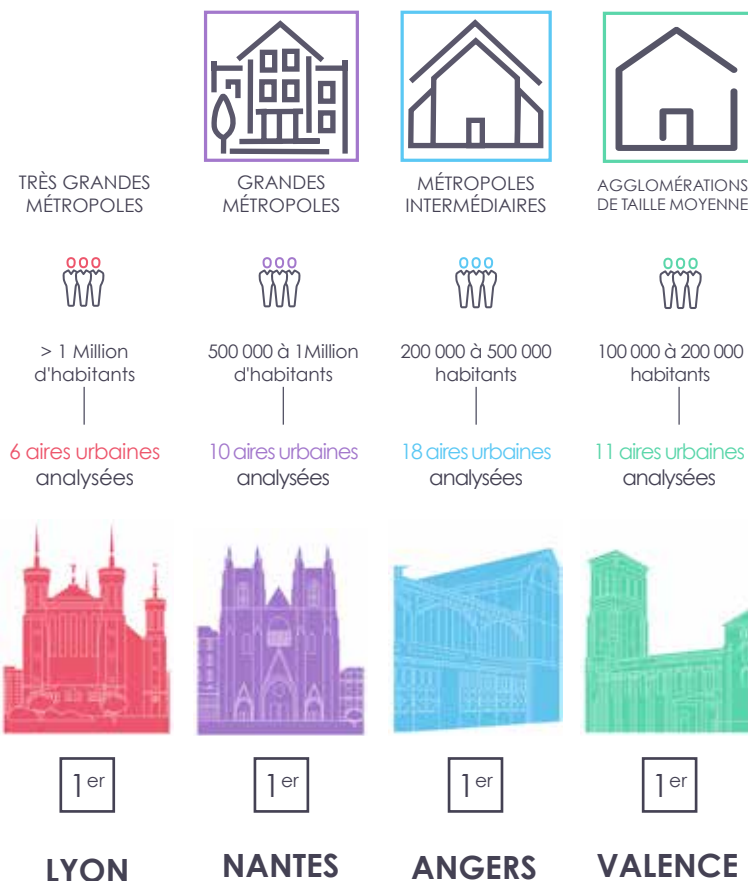 TRÈS GRANDES
MÉTROPOLES
> 1 Million
d'habitants
6 aires urbaines
analysées
1er
LYON
GRANDES
MÉTROPOLES
500 000 à 1Million
d'habitants
10 aires urbaines
analysées
1er
NANTES
MÉTROPOLES
INTERMÉDIAIRES
200 000 à 500 000
habitants
18 aires urbaines
analysées
1er
ANGERS
AGGLOMÉRATIONS
DE TAILLE MOYENNE
100 000 à 200 000
habitants
11 aires urbaines
analysées
1er
VALENCE